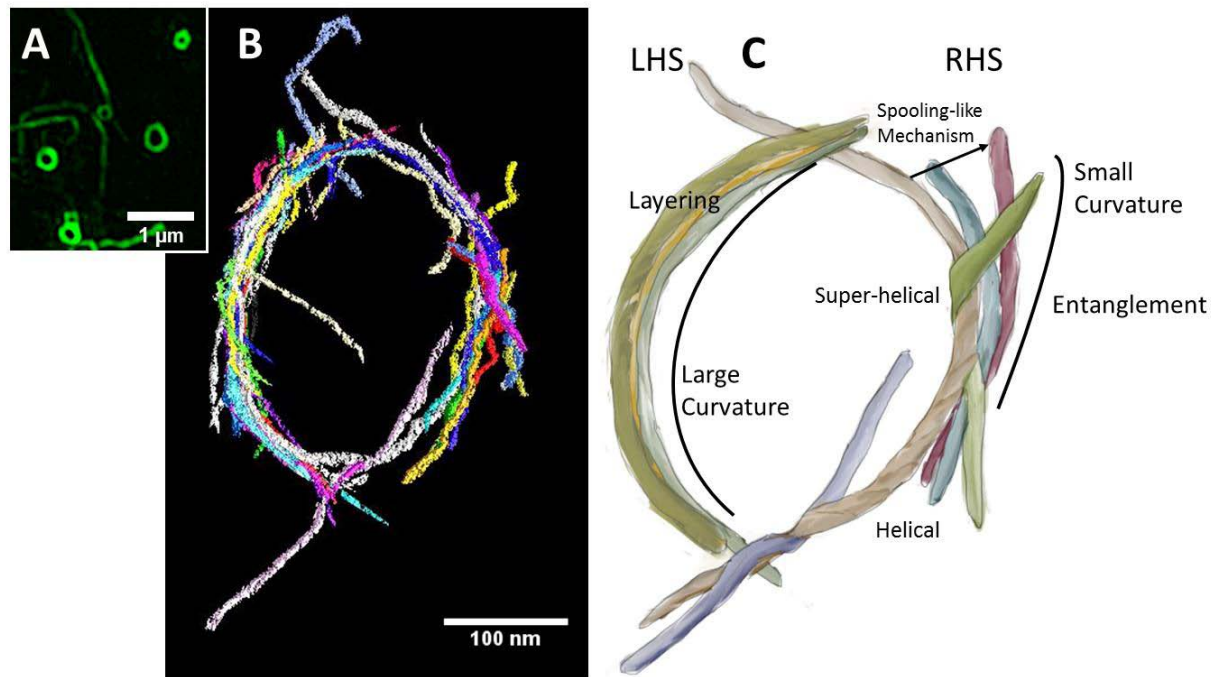 A
1 µm
B
100 nm
LHS
C
RHS
Spooling-like
Mechanism
Layering
Small
Curvature
Super-helical
Entanglement
Large
Curvature
Helical